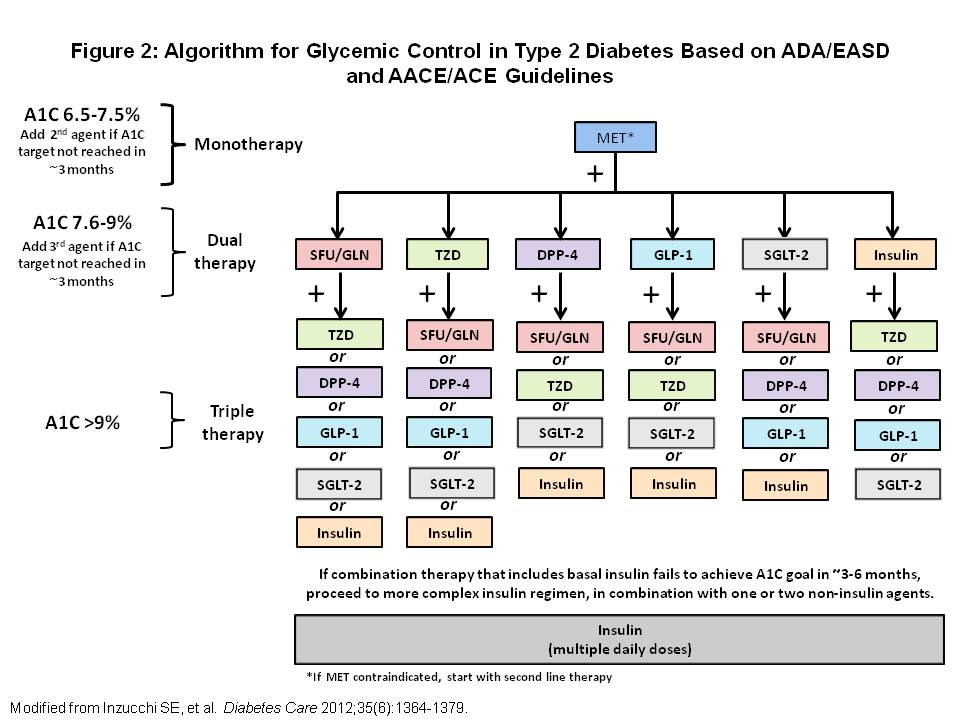 Figure 2: Algorithm for Glycemic Control in Type 2 Diabetes Based on ADA/EASD
and AACE/ACE Guidelines
A1C 6.5-7.5%
Add 2nd agent if A1C
target not reached in
~3 months
Monotherapy
MET*
+
A1C 7.6-9%
Add 3rd agent if A1C
target not reached in
~3 months
Dual
therapy
SFU/GLN
TZD
DPP-4
GLP-1
SGLT-2
Insulin
+ + + + + +
A1C >9%
Triple
therapy
TZD
or
DPP-4
or
GLP-1
or
SGLT-2
or
Insulin
SFU/GLN
or
DPP-4
or
GLP-1
or
SGLT-2
or
Insulin
SFU/GLN
or
TZD
or
SGLT-2
or
Insulin
SFU/GLN
or
TZD
or
SGLT-2
or
Insulin
SFU/GLN
or
DPP-4
or
GLP-1
or
Insulin
TZD
or
DPP-4
or
GLP-1
or
SGLT-2
If combination therapy that includes basal insulin fails to achieve A1C goal in ~3-6 months,
proceed to more complex insulin regimen, in combination with one or two non-insulin agents.
Insulin
(multiple daily doses)
*If MET contraindicated, start with second line therapy
Modified from Inzucchi SE, et al. Diabetes Care 2012;35(6):1364-1379.